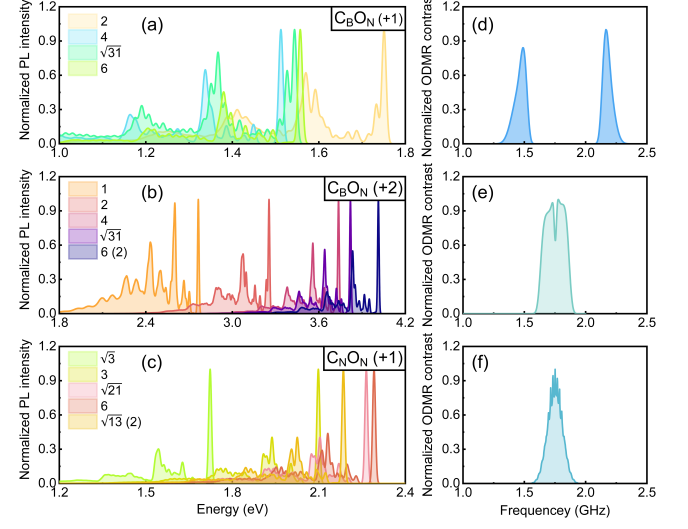 Normalized PL intensity
1.2
0.9
0.6
0.3
0.0
2
4
√31
6
(a)
C_BO_N (+1)
1.0 1.2 1.4 1.6 1.8
Normalized ODMR contrast
1.2
0.9
0.6
0.3
0.0
(d)
1.0 1.5 2.0 2.5
Normalized PL intensity
1.2
0.9
0.6
0.3
0.0
1
2
4
√31
6 (2)
(b)
C_BO_N (+2)
1.8 2.4 3.0 3.6 4.2
Normalized ODMR contrast
1.2
0.9
0.6
0.3
0.0
(e)
1.0 1.5 2.0 2.5
Normalized PL intensity
1.2
0.9
0.6
0.3
0.0
√3
3
√21
6
√13 (2)
(c)
C_NO_N (+1)
1.2 1.5 1.8 2.1 2.4
Energy (eV)
Normalized ODMR contrast
1.2
0.9
0.6
0.3
0.0
(f)
1.0 1.5 2.0 2.5
Frequencey (GHz)